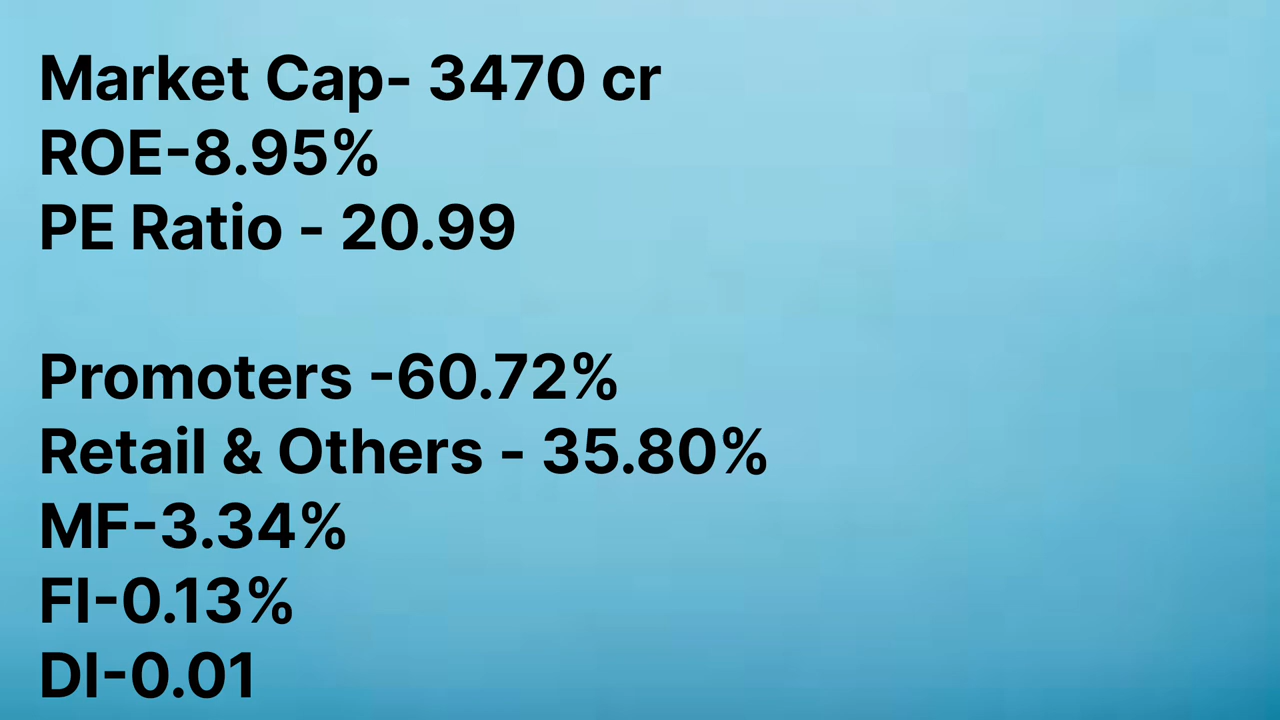 Market Cap- 3470 cr
ROE-8.95%
PE Ratio - 20.99
Promoters -60.72%
Retail & Others - 35.80%
MF-3.34%
FI-0.13%
DI-0.01